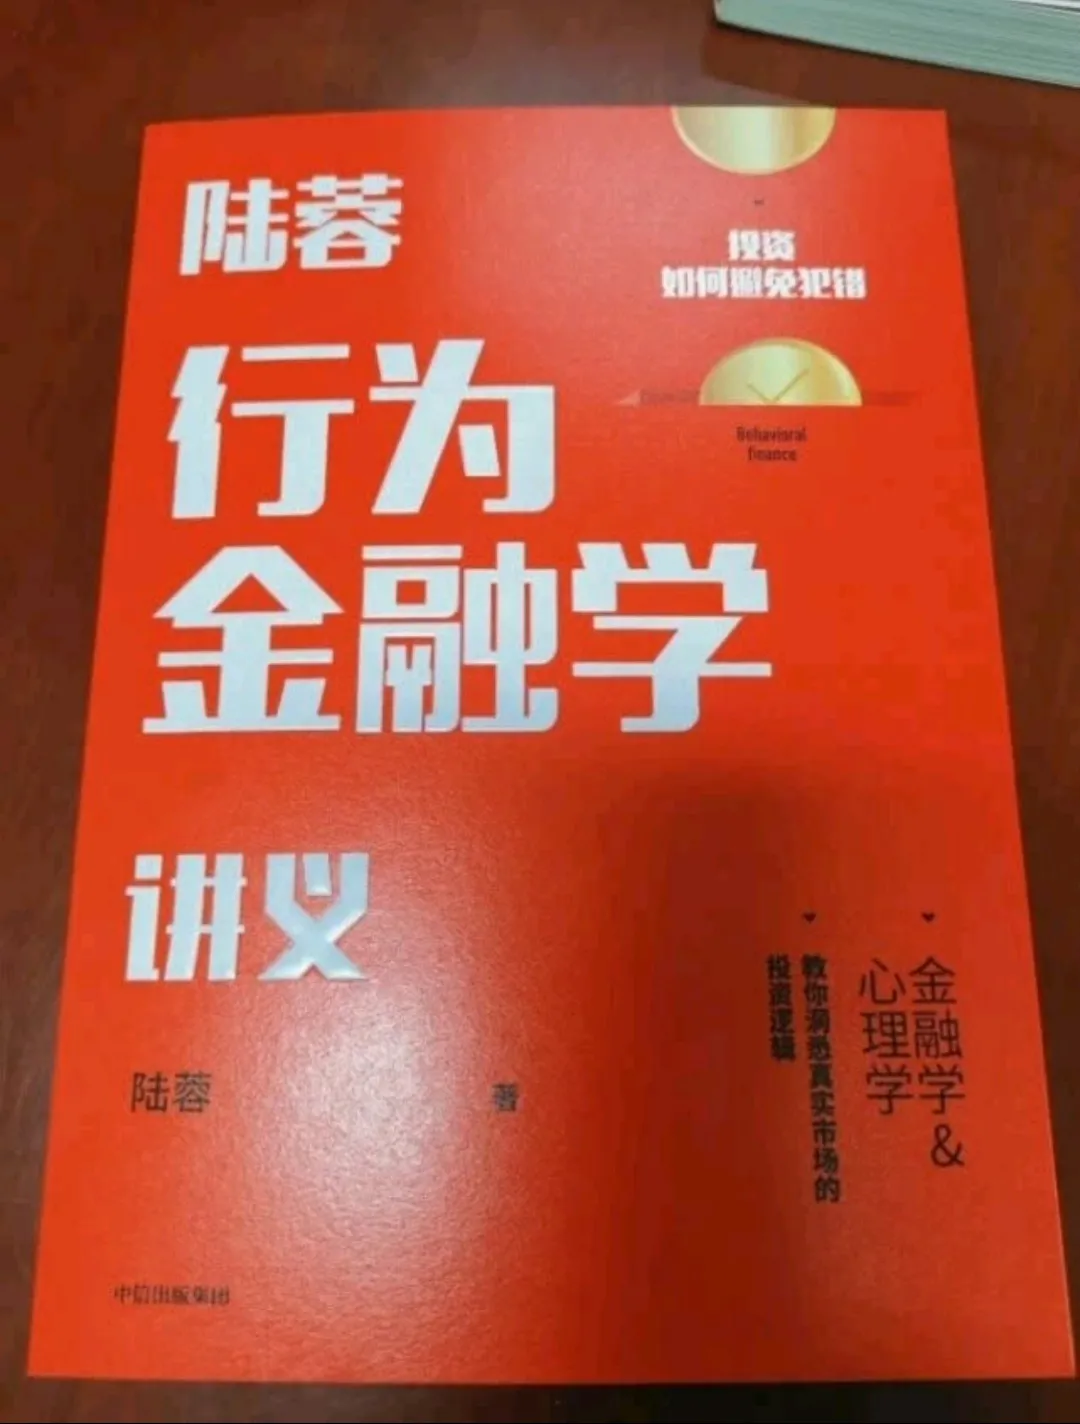 陆蓉
投资
如何避免犯错
行为
Behavioral
finance
金融学
讲义
金融学&
心理学
教你洞悉真实市场的
投资逻辑
陆蓉 著
中信出版集团